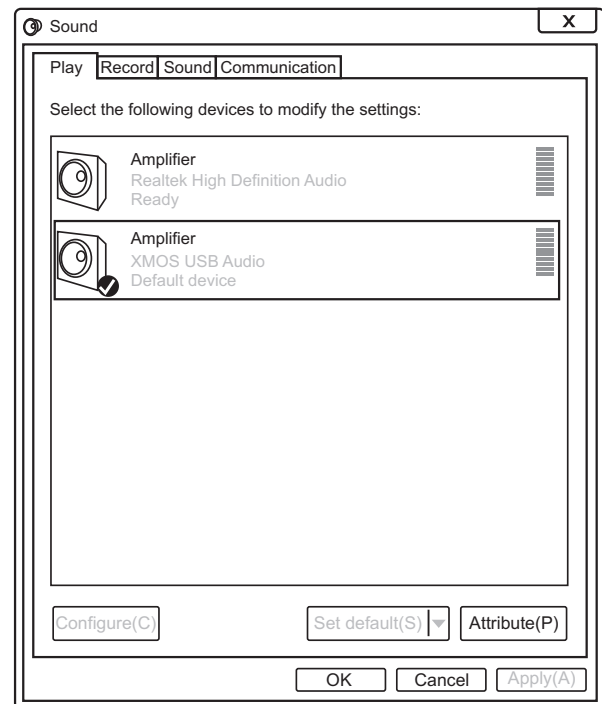 Sound
X
Play Record Sound Communication
Select the following devices to modify the settings:
Amplifier
Realtek High Definition Audio
Ready
Amplifier
XMOS USB Audio
Default device
Configure(C) Set default(S) Attribute(P)
OK Cancel Apply(A)